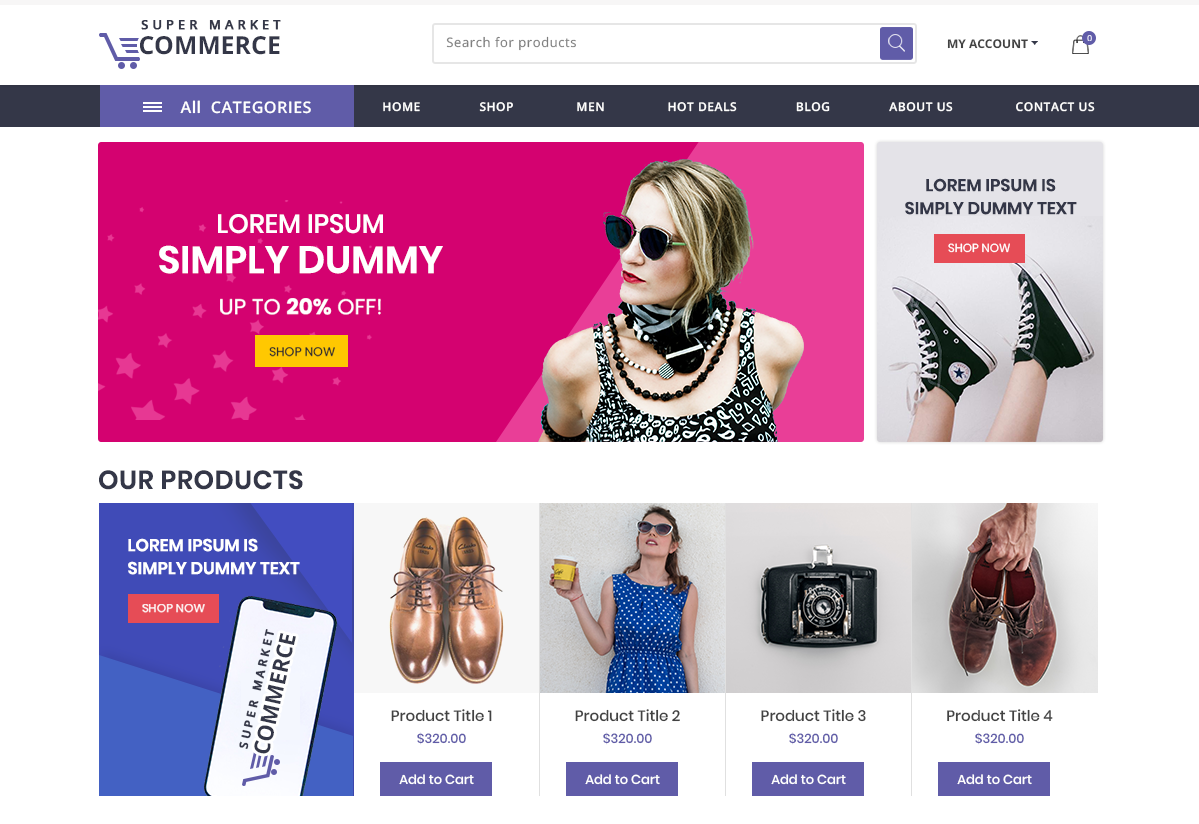 SUPER MARKET
COMMERCE
Search for products
MY ACCOUNT
0
All CATEGORIES
HOME
SHOP
MEN
HOT DEALS
BLOG
ABOUT US
CONTACT US
LOREM IPSUM
SIMPLY DUMMY
UP TO 20% OFF!
SHOP NOW
LOREM IPSUM IS
SIMPLY DUMMY TEXT
SHOP NOW
OUR PRODUCTS
LOREM IPSUM IS
SIMPLY DUMMY TEXT
SHOP NOW
SUPER MARKET
COMMERCE
Product Title 1
$320.00
Add to Cart
Product Title 2
$320.00
Add to Cart
Product Title 3
$320.00
Add to Cart
Product Title 4
$320.00
Add to Cart